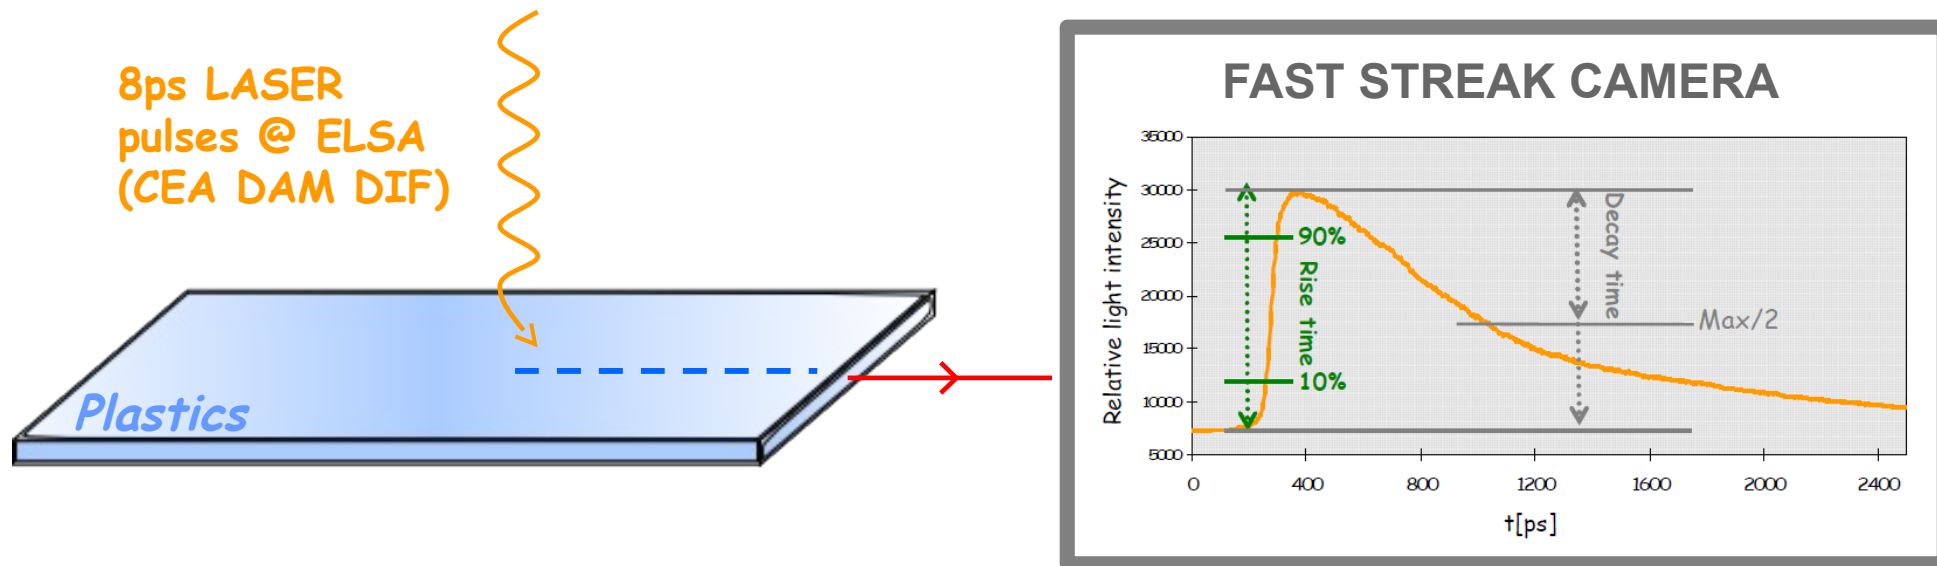 8ps LASER
pulses @ ELSA
(CEA DAM DIF)
Plastics
FAST STREAK CAMERA
Relative light intensity
35000
30000
25000
20000
15000
10000
5000
90%
Rise time
10%
Decay time
Max/2
0 400 800 1200 1600 2000 2400
t[ps]